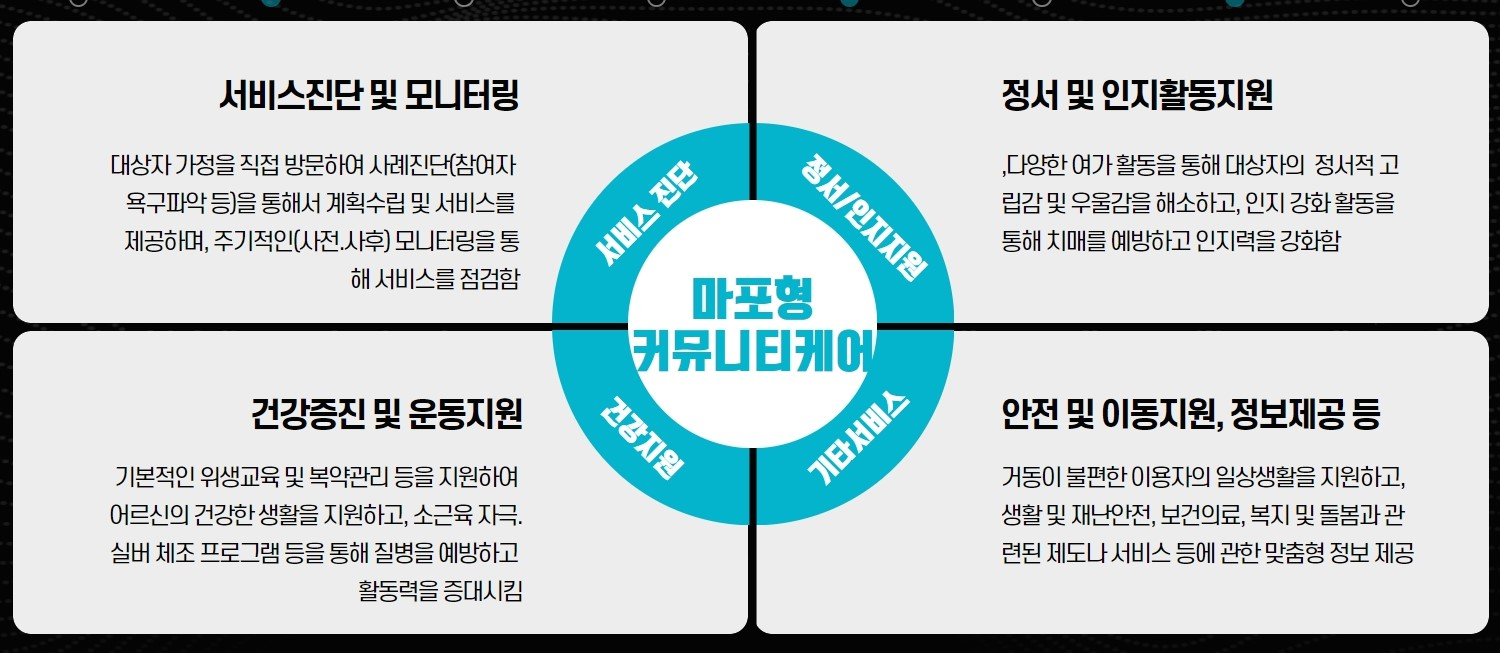 서비스진단 및 모니터링
대상자 가정을 직접 방문하여 사례진단(참여자
욕구파악 등)을 통해서 계획수립 및 서비스를
제공하며, 주기적인(사전.사후) 모니터링을 통
해 서비스를 점검함
정서 및 인지활동지원
,다양한 여가 활동을 통해 대상자의 정서적 고
립감 및 우울감을 해소하고, 인지 강화 활동을
통해 치매를 예방하고 인지력을 강화함
서비스 진단
정서/인지지원
마포형
커뮤니티케어
건강지원
기타서비스
건강증진 및 운동지원
기본적인 위생교육 및 복약관리 등을 지원하여
어르신의 건강한 생활을 지원하고, 소근육 자극.
실버 체조 프로그램 등을 통해 질병을 예방하고
활동력을 증대시킴
안전 및 이동지원, 정보제공 등
거동이 불편한 이용자의 일상생활을 지원하고,
생활 및 재난안전, 보건의료, 복지 및 돌봄과 관
련된 제도나 서비스 등에 관한 맞춤형 정보 제공